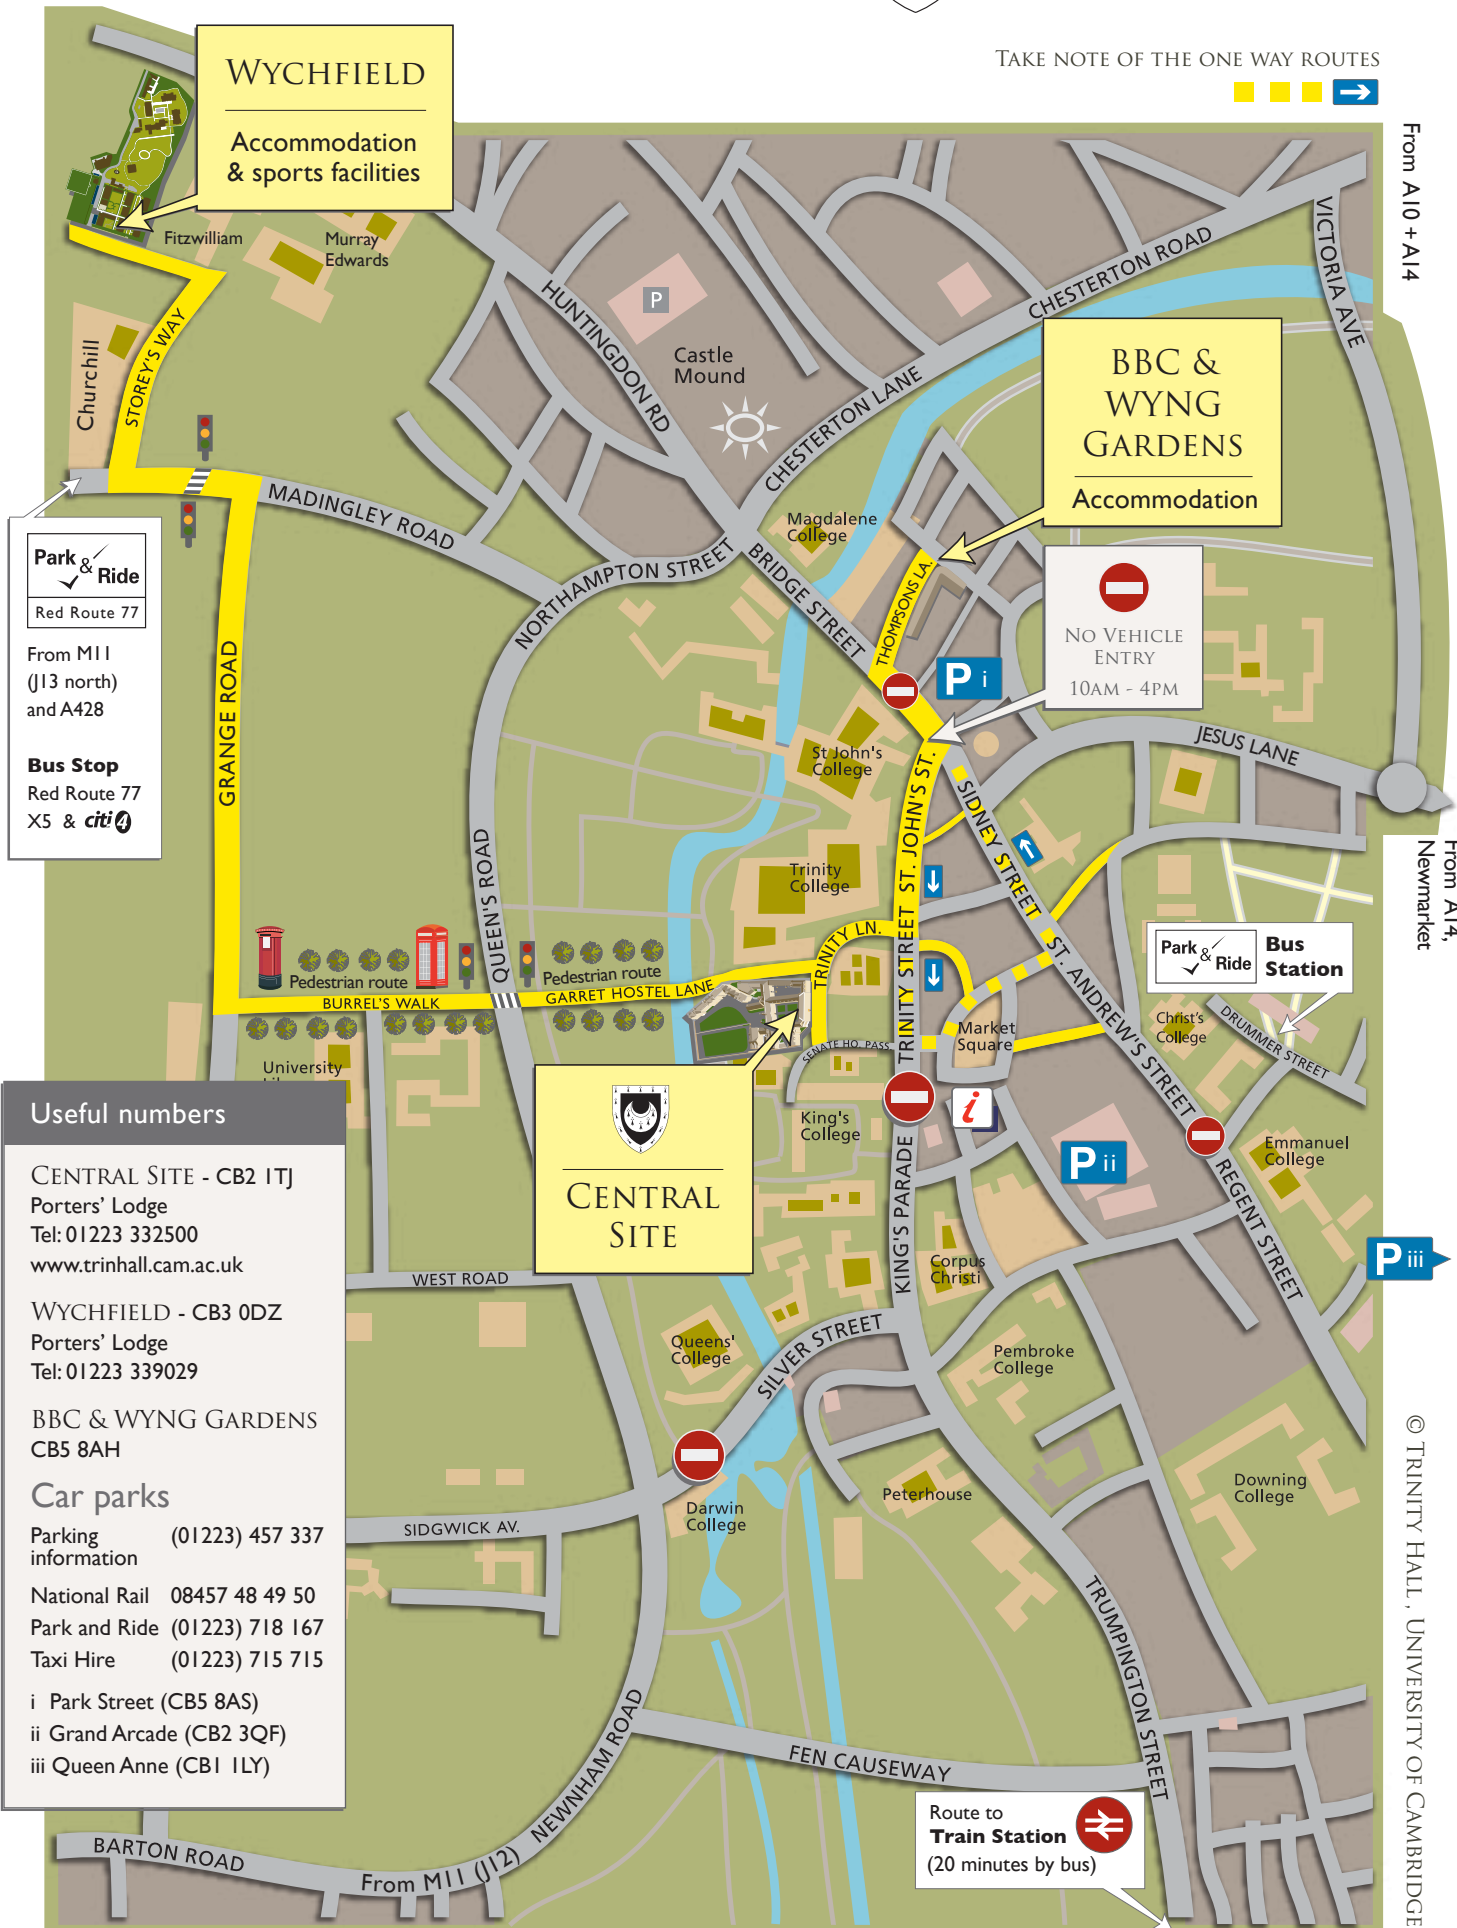 TAKE NOTE OF THE ONE WAY ROUTES
WYCHFIELD
Accommodation
& sports facilities
From A10 + A14
Fitzwilliam
Murray
Edwards
Churchill
STOREY'S WAY
HUNTINGDON RD
P
Castle
Mound
CHESTERTON ROAD
VICTORIA AVE
CHESTERTON LANE
BBC &
WYNG
GARDENS
Accommodation
MADINGLEY ROAD
NORTHAMPTON STREET
Magdalene
College
BRIDGE STREET
THOMPSONS LA.
NO VEHICLE
ENTRY
10AM - 4PM
P i
Park & Ride
Red Route 77
From M11
(J13 north)
and A428
Bus Stop
Red Route 77
X5 & citi 4
GRANGE ROAD
QUEEN'S ROAD
St John's
College
ST. JOHN'S ST.
SIDNEY STREET
JESUS LANE
From A14,
Newmarket
Trinity
College
TRINITY LN.
TRINITY STREET
ST. ANDREW'S STREET
Park & Ride
Bus
Station
Christ's
College
DRUMMER STREET
Pedestrian route
Pedestrian route
BURREL'S WALK
GARRET HOSTEL LANE
SENATE HO. PASS.
Market
Square
University
i
King's
College
P ii
Emmanuel
College
REGENT STREET
P iii
CENTRAL
SITE
KING'S PARADE
Corpus
Christi
WEST ROAD
Queens'
College
SILVER STREET
Pembroke
College
Peterhouse
Downing
College
Darwin
College
SIDGWICK AV.
TRUMPINGTON STREET
NEWNHAM ROAD
FEN CAUSEWAY
BARTON ROAD
From M11 (J12)
Route to
Train Station
(20 minutes by bus)
© TRINITY HALL , UNIVERSITY OF CAMBRIDGE
Useful numbers
CENTRAL SITE - CB2 1TJ
Porters' Lodge
Tel: 01223 332500
www.trinhall.cam.ac.uk
WYCHFIELD - CB3 0DZ
Porters' Lodge
Tel: 01223 339029
BBC & WYNG GARDENS
CB5 8AH
Car parks
Parking information (01223) 457 337
National Rail 08457 48 49 50
Park and Ride (01223) 718 167
Taxi Hire (01223) 715 715
i Park Street (CB5 8AS)
ii Grand Arcade (CB2 3QF)
iii Queen Anne (CB1 1LY)